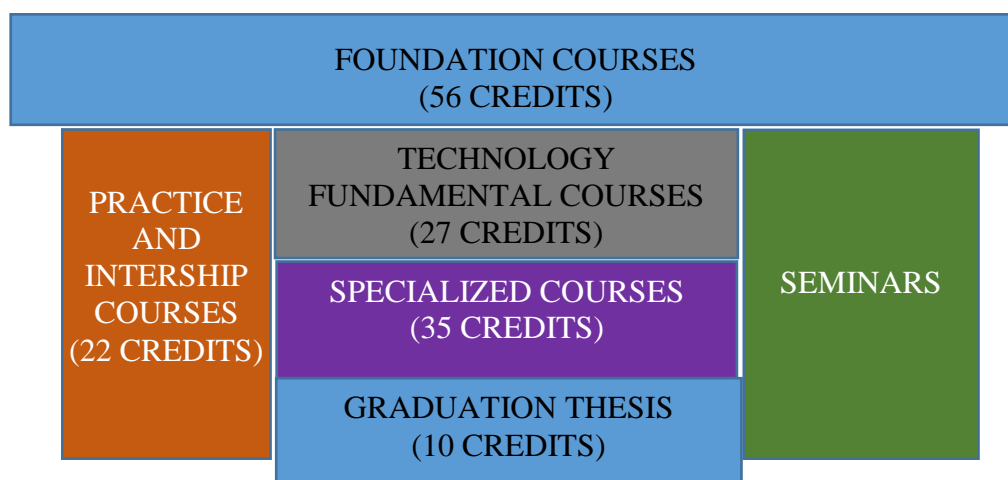 FOUNDATION COURSES
(56 CREDITS)
PRACTICE
AND
INTERSHIP
COURSES
(22 CREDITS)
TECHNOLOGY
FUNDAMENTAL COURSES
(27 CREDITS)
SPECIALIZED COURSES
(35 CREDITS)
GRADUATION THESIS
(10 CREDITS)
SEMINARS